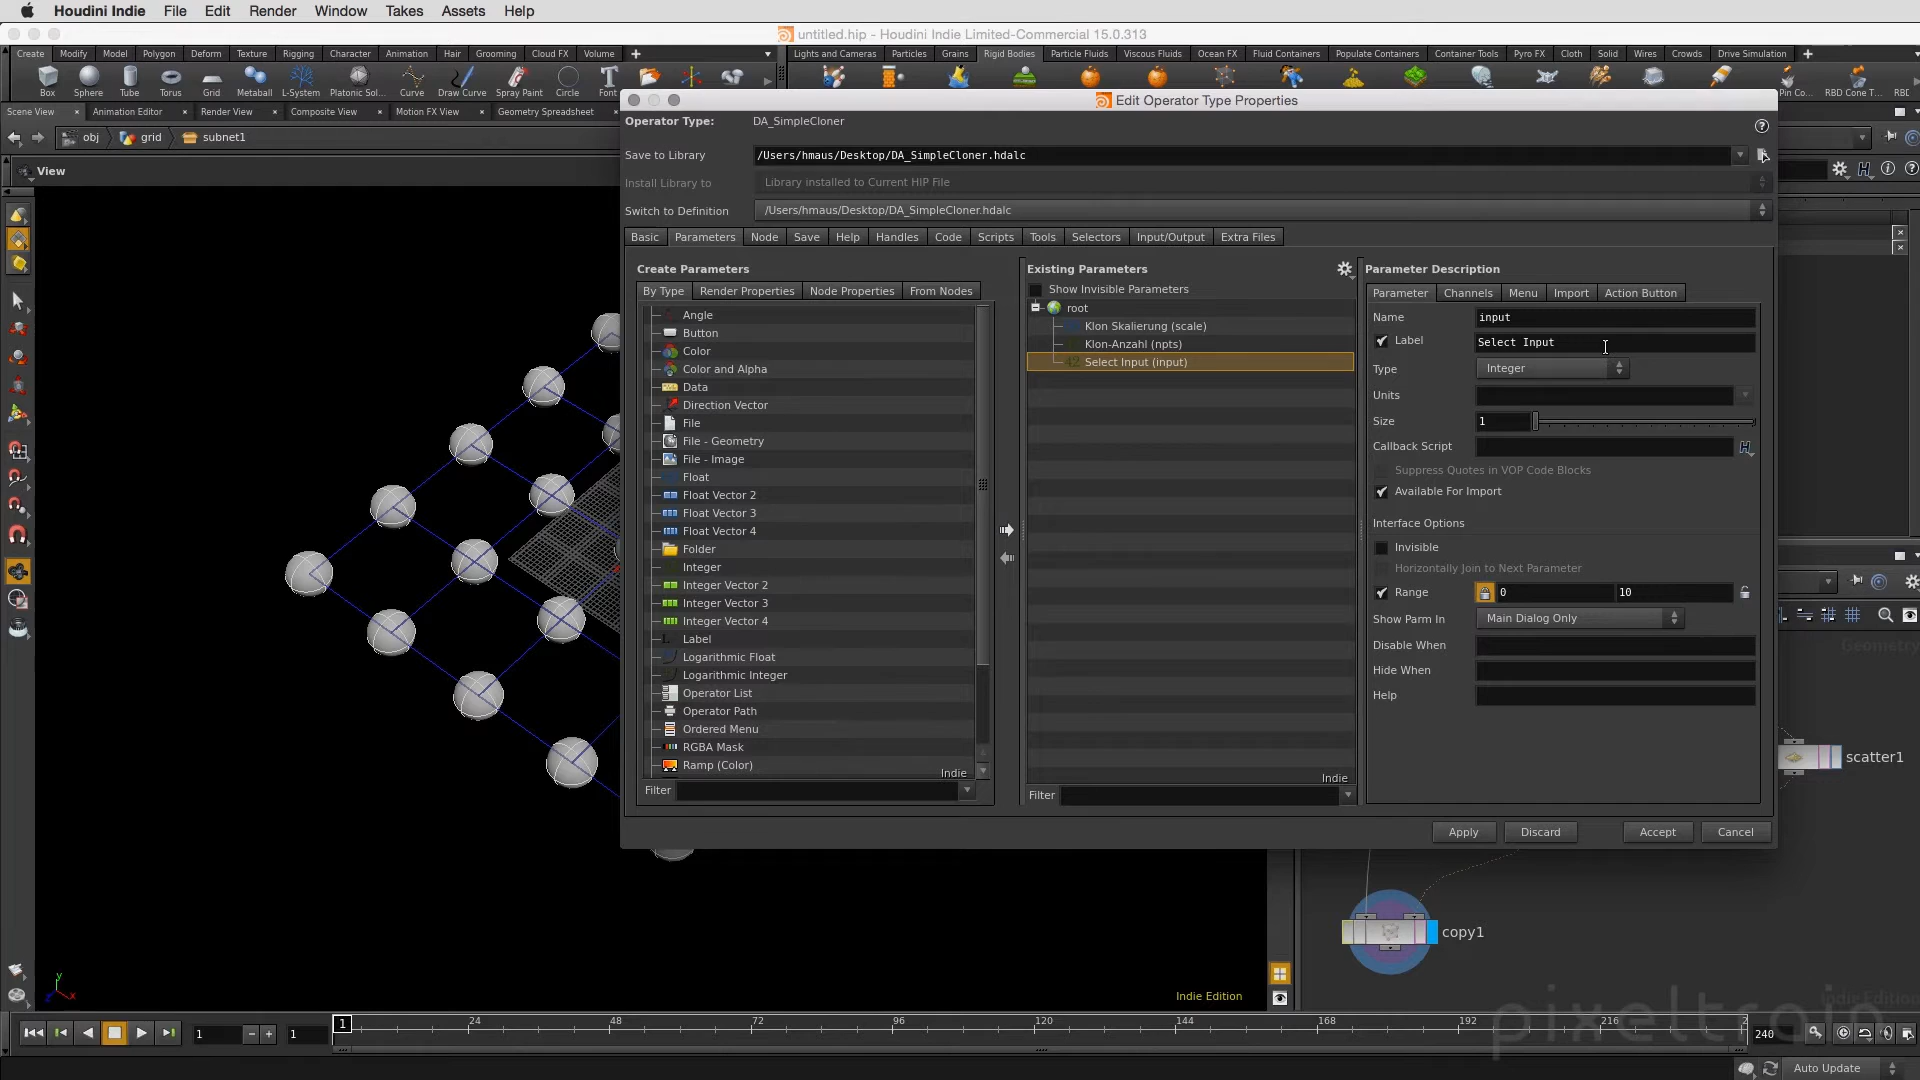 Houdini Indie File Edit Render Window Takes Assets Help
untitled.hip - Houdini Indie Limited-Commercial 15.0.313
Create Modify Model Polygon Deform Texture Rigging Character Animation Hair Grooming Cloud FX Volume
Lights and Cameras Particles Grains Rigid Bodies Particle Fluids Viscous Fluids Ocean FX Fluid Containers Populate Containers Container Tools Pyro FX Cloth Solid Wires Crowds Drive Simulation
Box Sphere Tube Torus Grid Metaball L-System Platonic Sol... Curve Draw Curve Spray Paint Circle Font
Pin Co... RBD Cone T... RBD
Scene View Animation Editor Render View Composite View Motion FX View Geometry Spreadsheet
obj grid subnet1
View
Edit Operator Type Properties
Operator Type: DA_SimpleCloner
Save to Library /Users/hmaus/Desktop/DA_SimpleCloner.hdalc
Install Library to Library installed to Current HIP File
Switch to Definition /Users/hmaus/Desktop/DA_SimpleCloner.hdalc
Basic Parameters Node Save Help Handles Code Scripts Tools Selectors Input/Output Extra Files
Create Parameters
By Type Render Properties Node Properties From Nodes
Angle
Button
Color
Color and Alpha
Data
Direction Vector
File
File - Geometry
File - Image
Float
Float Vector 2
Float Vector 3
Float Vector 4
Folder
Integer
Integer Vector 2
Integer Vector 3
Integer Vector 4
Label
Logarithmic Float
Logarithmic Integer
Operator List
Operator Path
Ordered Menu
RGBA Mask
Ramp (Color)
Indie
Filter
Existing Parameters
Show Invisible Parameters
root
Klon Skalierung (scale)
Klon-Anzahl (npts)
Select Input (input)
Indie
Filter
Parameter Description
Parameter Channels Menu Import Action Button
Name input
Label Select Input
Type Integer
Units
Size 1
Callback Script
Suppress Quotes in VOP Code Blocks
Available For Import
Interface Options
Invisible
Horizontally Join to Next Parameter
Range 0 10
Show Parm In Main Dialog Only
Disable When
Hide When
Help
Apply Discard Accept Cancel
Geometry
scatter1
copy1
Indie Edition
Indie Edition
pixeltrain
1 1 1 24 48 72 96 120 144 168 192 216 2 240
Auto Update